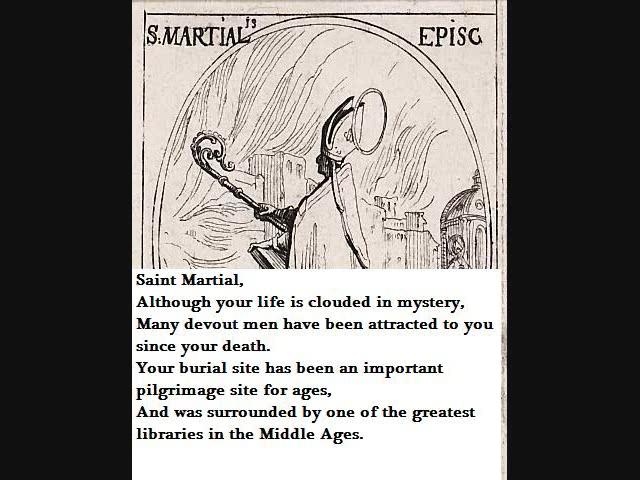 S. MARTIALIS EPISC
Saint Martial,
Although your life is clouded in mystery,
Many devout men have been attracted to you
since your death.
Your burial site has been an important
pilgrimage site for ages,
And was surrounded by one of the greatest
libraries in the Middle Ages.